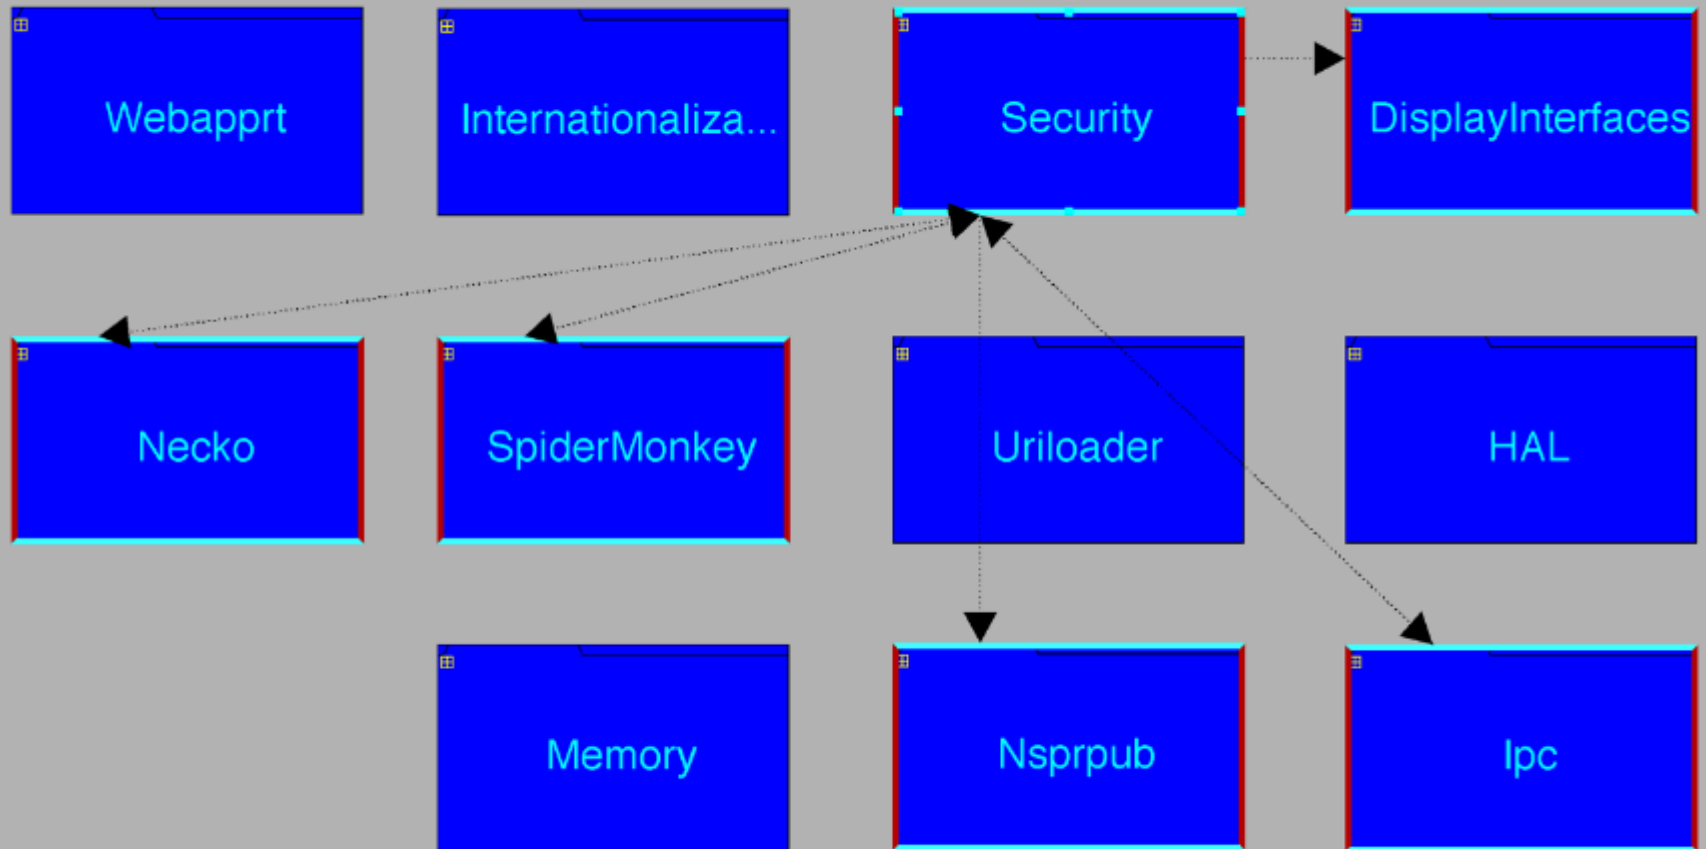 Webapprt
Internationaliza...
Security
DisplayInterfaces
Necko
SpiderMonkey
Uriloader
HAL
Memory
Nsprpub
Ipc